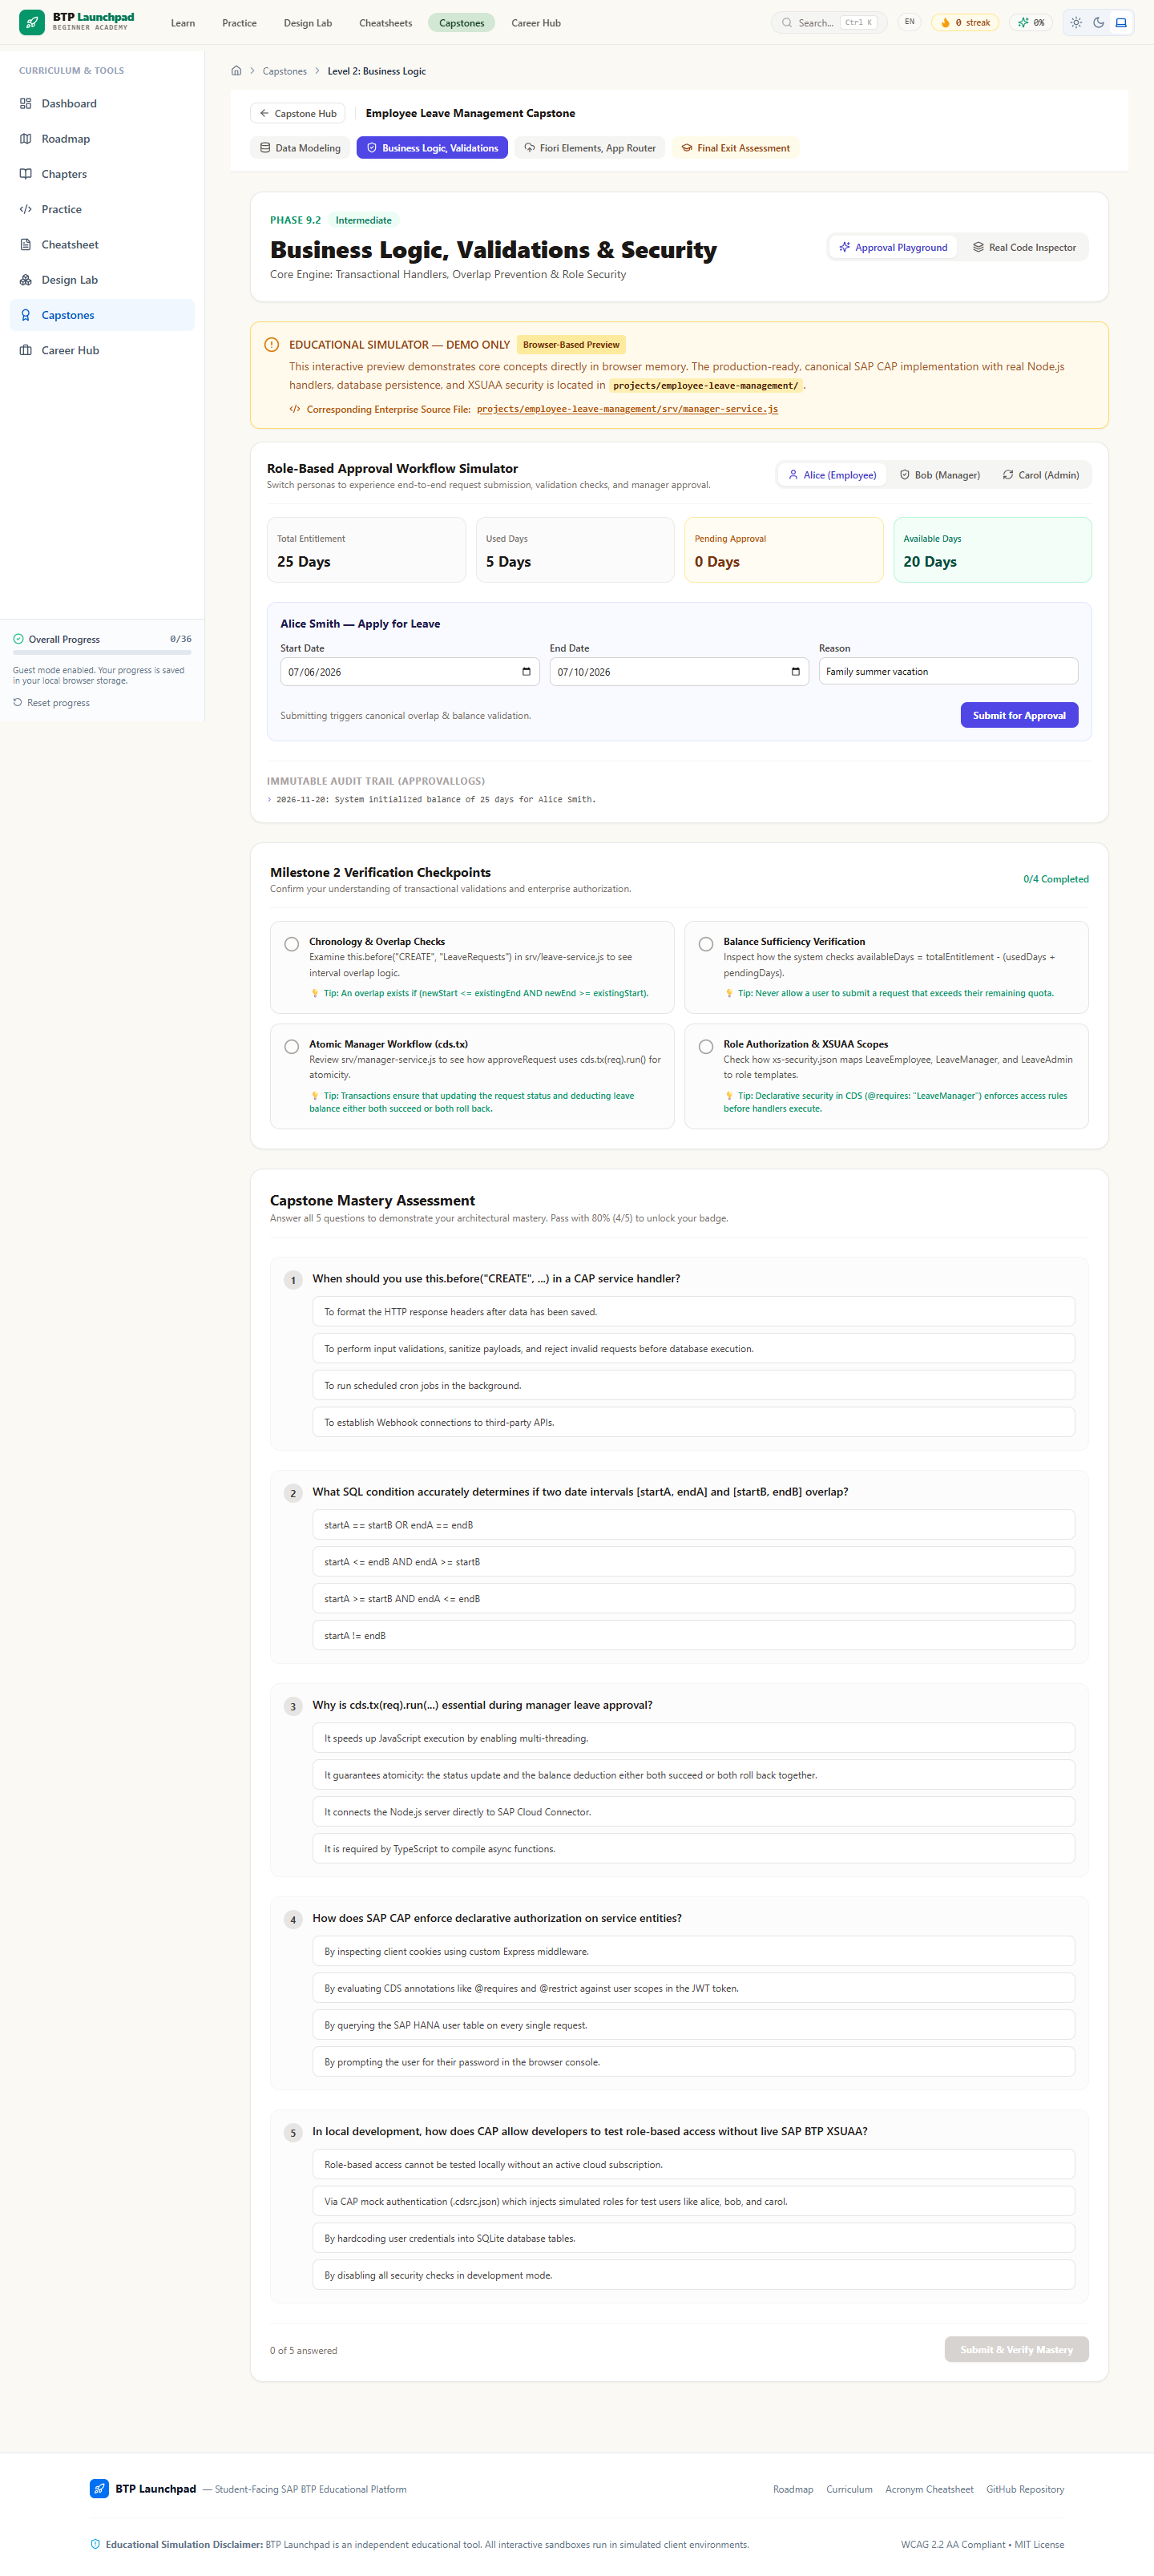 BTP Launchpad
BEGINNER ACADEMY
Learn
Practice
Design Lab
Cheatsheets
Capstones
Career Hub
Search...
Ctrl K
EN
0 streak
0%
CURRICULUM & TOOLS
Dashboard
Roadmap
Chapters
Practice
Cheatsheet
Design Lab
Capstones
Career Hub
Overall Progress
0/36
Guest mode enabled. Your progress is saved
in your local browser storage.
Reset progress
Capstones
Level 2: Business Logic
Capstone Hub
Employee Leave Management Capstone
Data Modeling
Business Logic, Validations
Fiori Elements, App Router
Final Exit Assessment
PHASE 9.2
Intermediate
Business Logic, Validations & Security
Core Engine: Transactional Handlers, Overlap Prevention & Role Security
Approval Playground
Real Code Inspector
EDUCATIONAL SIMULATOR — DEMO ONLY
Browser-Based Preview
This interactive preview demonstrates core concepts directly in browser memory. The production-ready, canonical SAP CAP implementation with real Node.js
handlers, database persistence, and XSUAA security is located in projects/employee-leave-management/ .
Corresponding Enterprise Source File: projects/employee-leave-management/srv/manager-service.js
Role-Based Approval Workflow Simulator
Switch personas to experience end-to-end request submission, validation checks, and manager approval.
Alice (Employee)
Bob (Manager)
Carol (Admin)
Total Entitlement
25 Days
Used Days
5 Days
Pending Approval
0 Days
Available Days
20 Days
Alice Smith — Apply for Leave
Start Date
07/06/2026
End Date
07/10/2026
Reason
Family summer vacation
Submitting triggers canonical overlap & balance validation.
Submit for Approval
IMMUTABLE AUDIT TRAIL (APPROVALLOGS)
› 2026-11-20: System initialized balance of 25 days for Alice Smith.
Milestone 2 Verification Checkpoints
Confirm your understanding of transactional validations and enterprise authorization.
0/4 Completed
Chronology & Overlap Checks
Examine this.before("CREATE", "LeaveRequests") in srv/leave-service.js to see
interval overlap logic.
Tip: An overlap exists if (newStart <= existingEnd AND newEnd >= existingStart).
Balance Sufficiency Verification
Inspect how the system checks availableDays = totalEntitlement - (usedDays +
pendingDays).
Tip: Never allow a user to submit a request that exceeds their remaining quota.
Atomic Manager Workflow (cds.tx)
Review srv/manager-service.js to see how approveRequest uses cds.tx(req).run() for
atomicity.
Tip: Transactions ensure that updating the request status and deducting leave
balance either both succeed or both roll back.
Role Authorization & XSUAA Scopes
Check how xs-security.json maps LeaveEmployee, LeaveManager, and LeaveAdmin
to role templates.
Tip: Declarative security in CDS (@requires: "LeaveManager") enforces access rules
before handlers execute.
Capstone Mastery Assessment
Answer all 5 questions to demonstrate your architectural mastery. Pass with 80% (4/5) to unlock your badge.
1
When should you use this.before("CREATE", ...) in a CAP service handler?
To format the HTTP response headers after data has been saved.
To perform input validations, sanitize payloads, and reject invalid requests before database execution.
To run scheduled cron jobs in the background.
To establish Webhook connections to third-party APIs.
2
What SQL condition accurately determines if two date intervals [startA, endA] and [startB, endB] overlap?
startA == startB OR endA == endB
startA <= endB AND endA >= startB
startA >= startB AND endA <= endB
startA != endB
3
Why is cds.tx(req).run(...) essential during manager leave approval?
It speeds up JavaScript execution by enabling multi-threading.
It guarantees atomicity: the status update and the balance deduction either both succeed or both roll back together.
It connects the Node.js server directly to SAP Cloud Connector.
It is required by TypeScript to compile async functions.
4
How does SAP CAP enforce declarative authorization on service entities?
By inspecting client cookies using custom Express middleware.
By evaluating CDS annotations like @requires and @restrict against user scopes in the JWT token.
By querying the SAP HANA user table on every single request.
By prompting the user for their password in the browser console.
5
In local development, how does CAP allow developers to test role-based access without live SAP BTP XSUAA?
Role-based access cannot be tested locally without an active cloud subscription.
Via CAP mock authentication (.cdsrc.json) which injects simulated roles for test users like alice, bob, and carol.
By hardcoding user credentials into SQLite database tables.
By disabling all security checks in development mode.
0 of 5 answered
Submit & Verify Mastery
BTP Launchpad — Student-Facing SAP BTP Educational Platform
Roadmap
Curriculum
Acronym Cheatsheet
GitHub Repository
Educational Simulation Disclaimer: BTP Launchpad is an independent educational tool. All interactive sandboxes run in simulated client environments.
WCAG 2.2 AA Compliant • MIT License